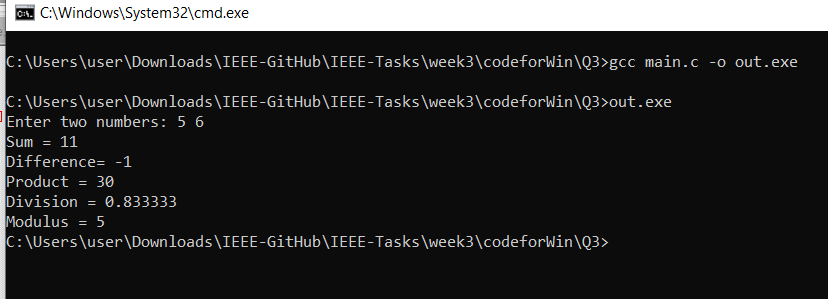 C:\Windows\System32\cmd.exe
C:\Users\user\Downloads\IEEE-GitHub\IEEE-Tasks\week3\codeforWin\Q3>gcc main.c -o out.exe
C:\Users\user\Downloads\IEEE-GitHub\IEEE-Tasks\week3\codeforWin\Q3>out.exe
Enter two numbers: 5 6
Sum = 11
Difference= -1
Product = 30
Division = 0.833333
Modulus = 5
C:\Users\user\Downloads\IEEE-GitHub\IEEE-Tasks\week3\codeforWin\Q3>